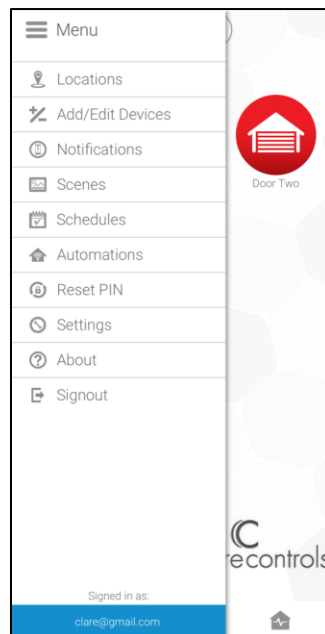 Menu
Locations
Add/Edit Devices
Notifications
Scenes
Schedules
Automations
Reset PIN
Settings
About
Signout
Door Two
recontrols
Signed in as:
clare@gmail.com